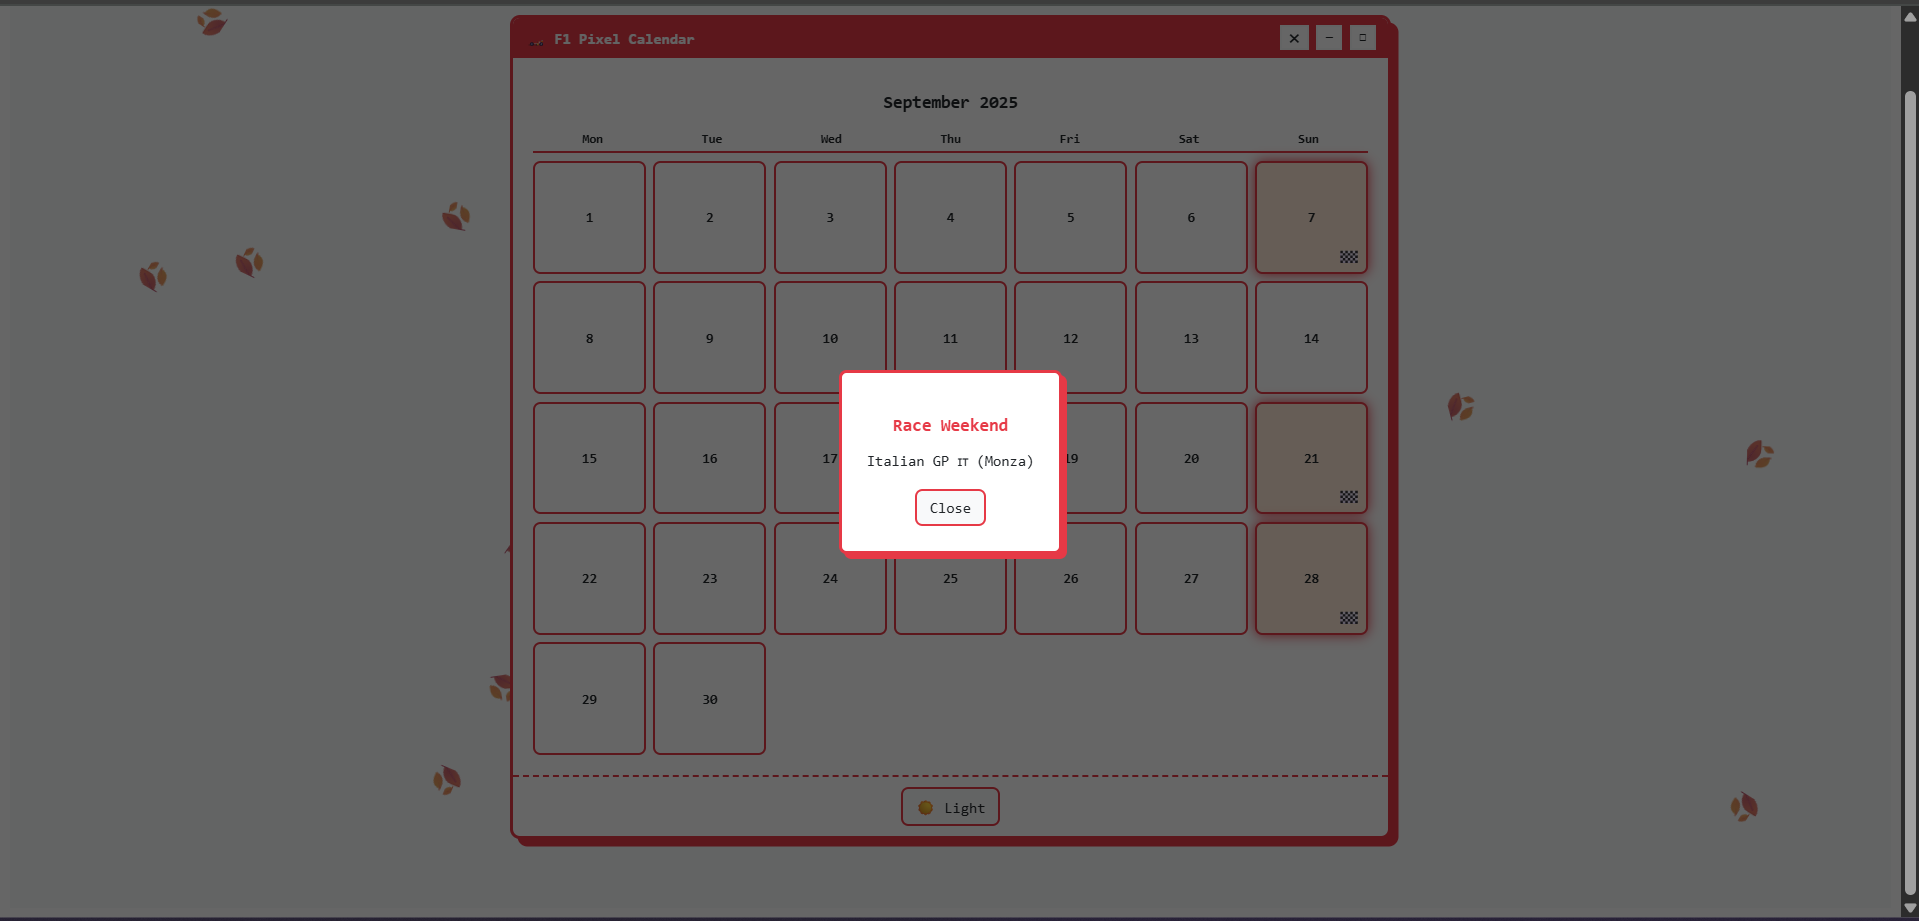 F1 Pixel Calendar
September 2025
Mon Tue Wed Thu Fri Sat Sun
1 2 3 4 5 6 7
8 9 10 11 12 13 14
15 16 17 19 20 21
22 23 24 25 26 27 28
29 30
Race Weekend
Italian GP IT (Monza)
Close
Light